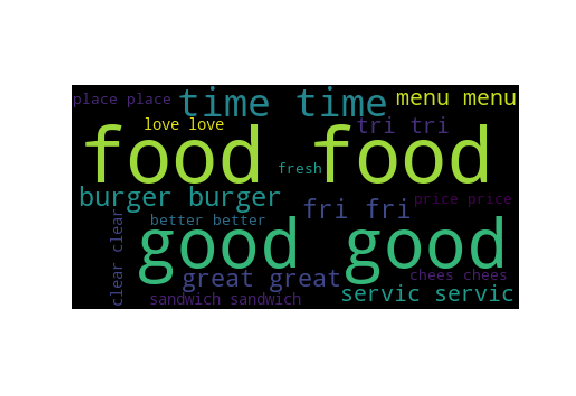 place place
time time
menu menu
love love
tri tri
food food
fresh
burger burger
fri fri
price price
clear clear
better better
good good
great great
chees chees
sandwich sandwich
servic servic